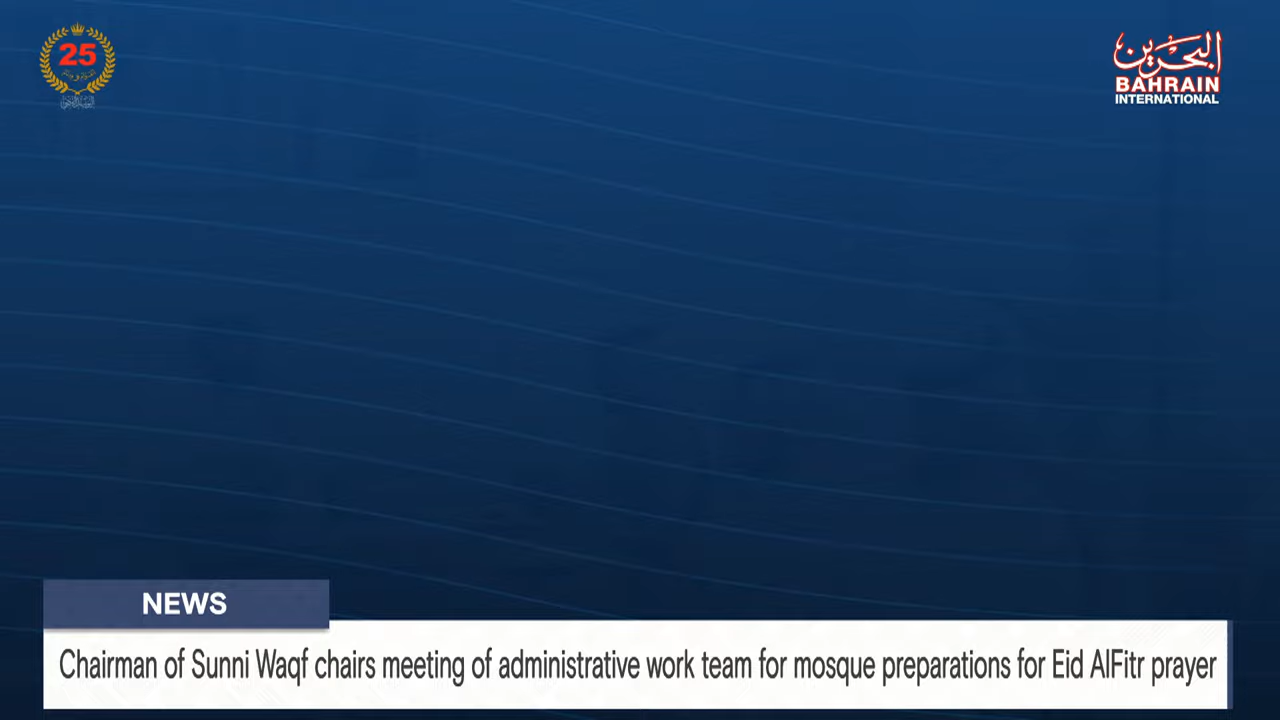 25
البحرين
BAHRAIN
INTERNATIONAL
NEWS
Chairman of Sunni Waqf chairs meeting of administrative work team for mosque preparations for Eid AlFitr prayer